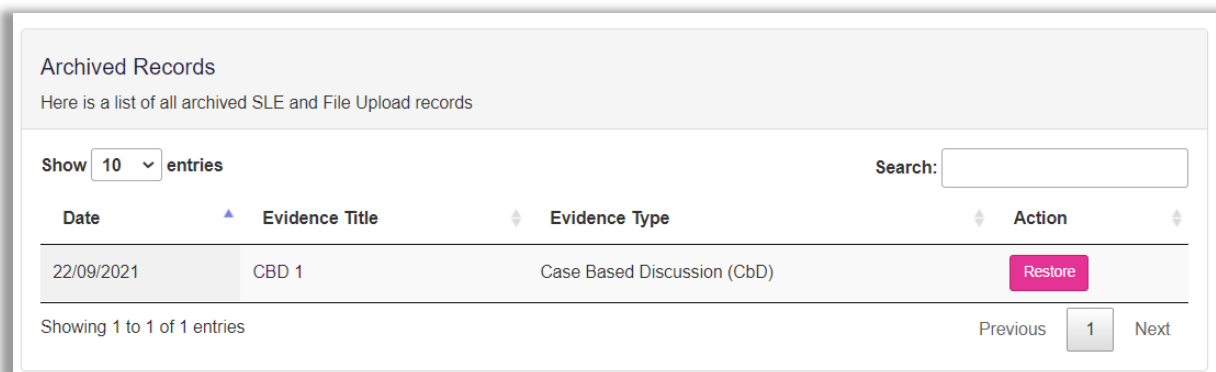 Archived Records
Here is a list of all archived SLE and File Upload records
Show 10 entries Search:
Date Evidence Title Evidence Type Action
22/09/2021 CBD 1 Case Based Discussion (CbD) Restore
Showing 1 to 1 of 1 entries Previous 1 Next